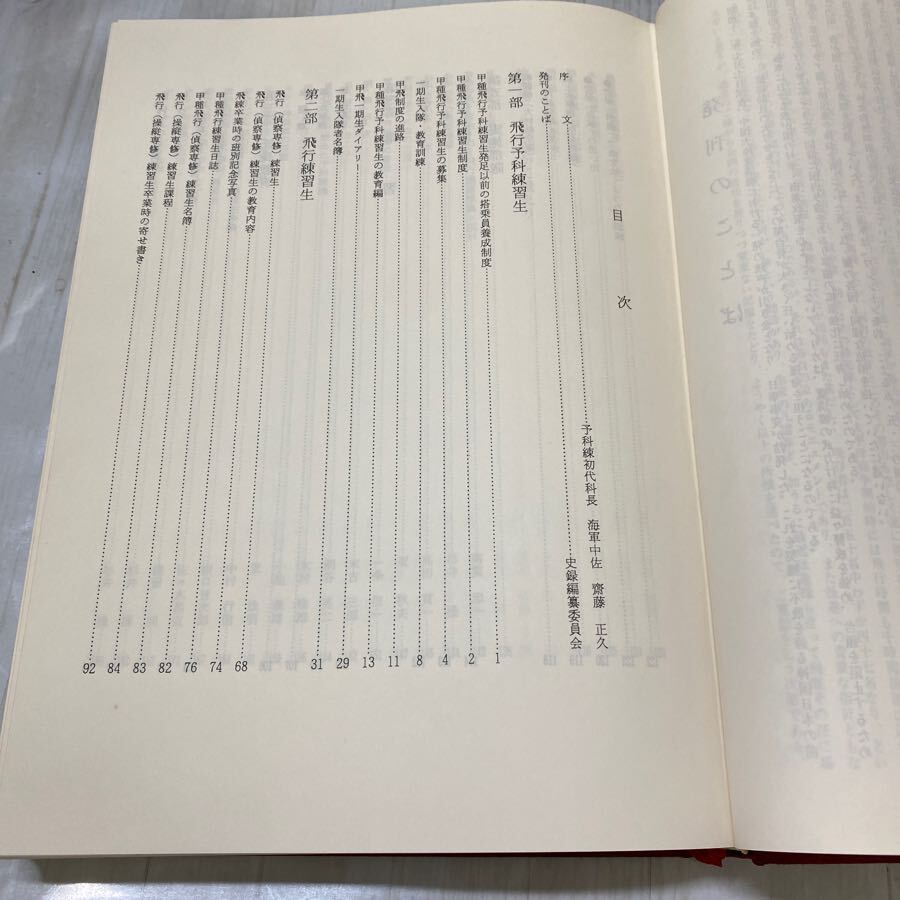 目次
序文……予科練初代科長 海軍中佐 齋藤 正久
発刊のことば……史録編纂委員会
第一部 飛行予科練習生
甲種飛行予科練習生発足以前の搭乗員養成制度……1
甲種飛行予科練習生制度……2
甲種飛行予科練習生の募集……4
一期生入隊・教育訓練……8
甲飛制度の進路……11
甲種飛行予科練習生の教育編……13
甲飛一期生ダイアリー……29
一期生入隊者名簿……31
第二部 飛行練習生
飛行（偵察専修）練習生……68
飛行（偵察専修）練習生の教育内容……74
飛練卒業時の班別記念写真……76
甲種飛行練習生日誌……82
甲種飛行（偵察専修）練習生名簿……83
飛行（操縦専修）練習生課程……84
飛行（操縦専修）練習生卒業時の寄せ書き……92